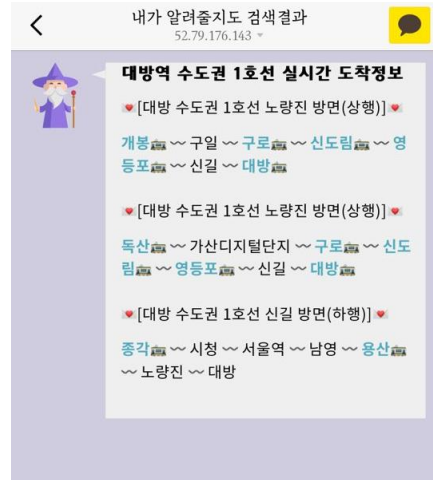 내가 알려줄지도 검색결과
52.79.176.143
대방역 수도권 1호선 실시간 도착정보
💌[대방 수도권 1호선 노량진 방면(상행)]💌
개봉🚋 〰 구일 〰 구로🚋 〰 신도림🚋 〰 영
등포🚋 〰 신길 〰 대방🚋
💌[대방 수도권 1호선 노량진 방면(상행)]💌
독산🚋 〰 가산디지털단지 〰 구로🚋 〰 신도
림🚋 〰 영등포🚋 〰 신길 〰 대방🚋
💌[대방 수도권 1호선 신길 방면(하행)]💌
종각🚋 〰 시청 〰 서울역 〰 남영 〰 용산🚋
〰 노량진 〰 대방